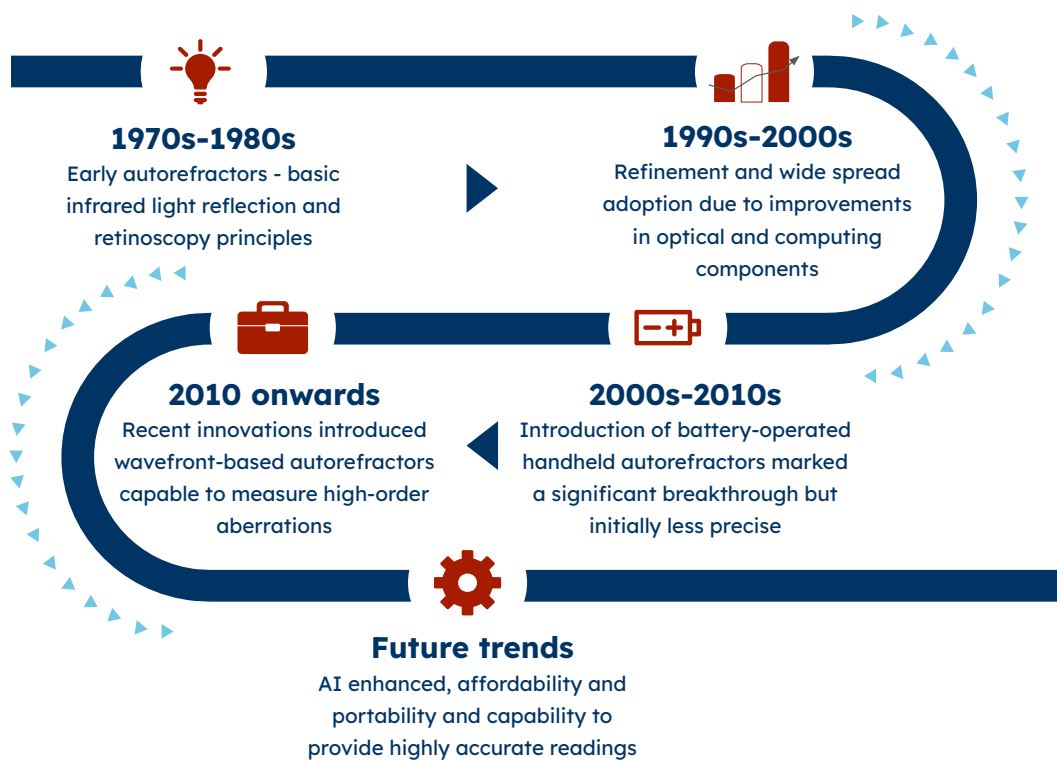 1970s-1980s
Early autorefractors - basic
infrared light reflection and
retinoscopy principles
1990s-2000s
Refinement and wide spread
adoption due to improvements
in optical and computing
components
2000s-2010s
Introduction of battery-operated
handheld autorefractors marked
a significant breakthrough but
initially less precise
2010 onwards
Recent innovations introduced
wavefront-based autorefractors
capable to measure high-order
aberrations
Future trends
AI enhanced, affordability and
portability and capability to
provide highly accurate readings